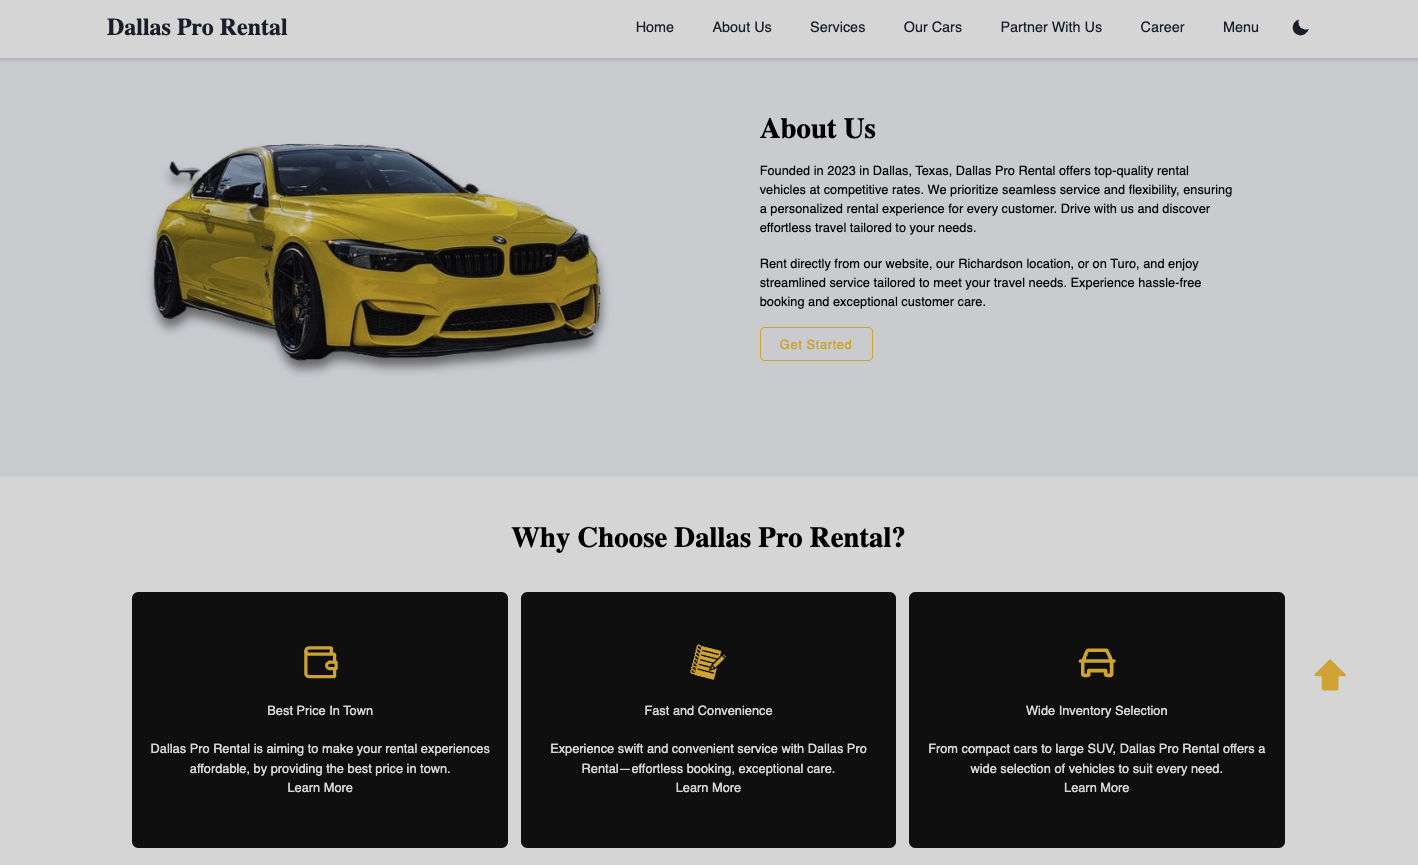 Dallas Pro Rental
Home About Us Services Our Cars Partner With Us Career Menu
About Us
Founded in 2023 in Dallas, Texas, Dallas Pro Rental offers top-quality rental
vehicles at competitive rates. We prioritize seamless service and flexibility, ensuring
a personalized rental experience for every customer. Drive with us and discover
effortless travel tailored to your needs.
Rent directly from our website, our Richardson location, or on Turo, and enjoy
streamlined service tailored to meet your travel needs. Experience hassle-free
booking and exceptional customer care.
Get Started
Why Choose Dallas Pro Rental?
Best Price In Town
Dallas Pro Rental is aiming to make your rental experiences
affordable, by providing the best price in town.
Learn More
Fast and Convenience
Experience swift and convenient service with Dallas Pro
Rental—effortless booking, exceptional care.
Learn More
Wide Inventory Selection
From compact cars to large SUV, Dallas Pro Rental offers a
wide selection of vehicles to suit every need.
Learn More